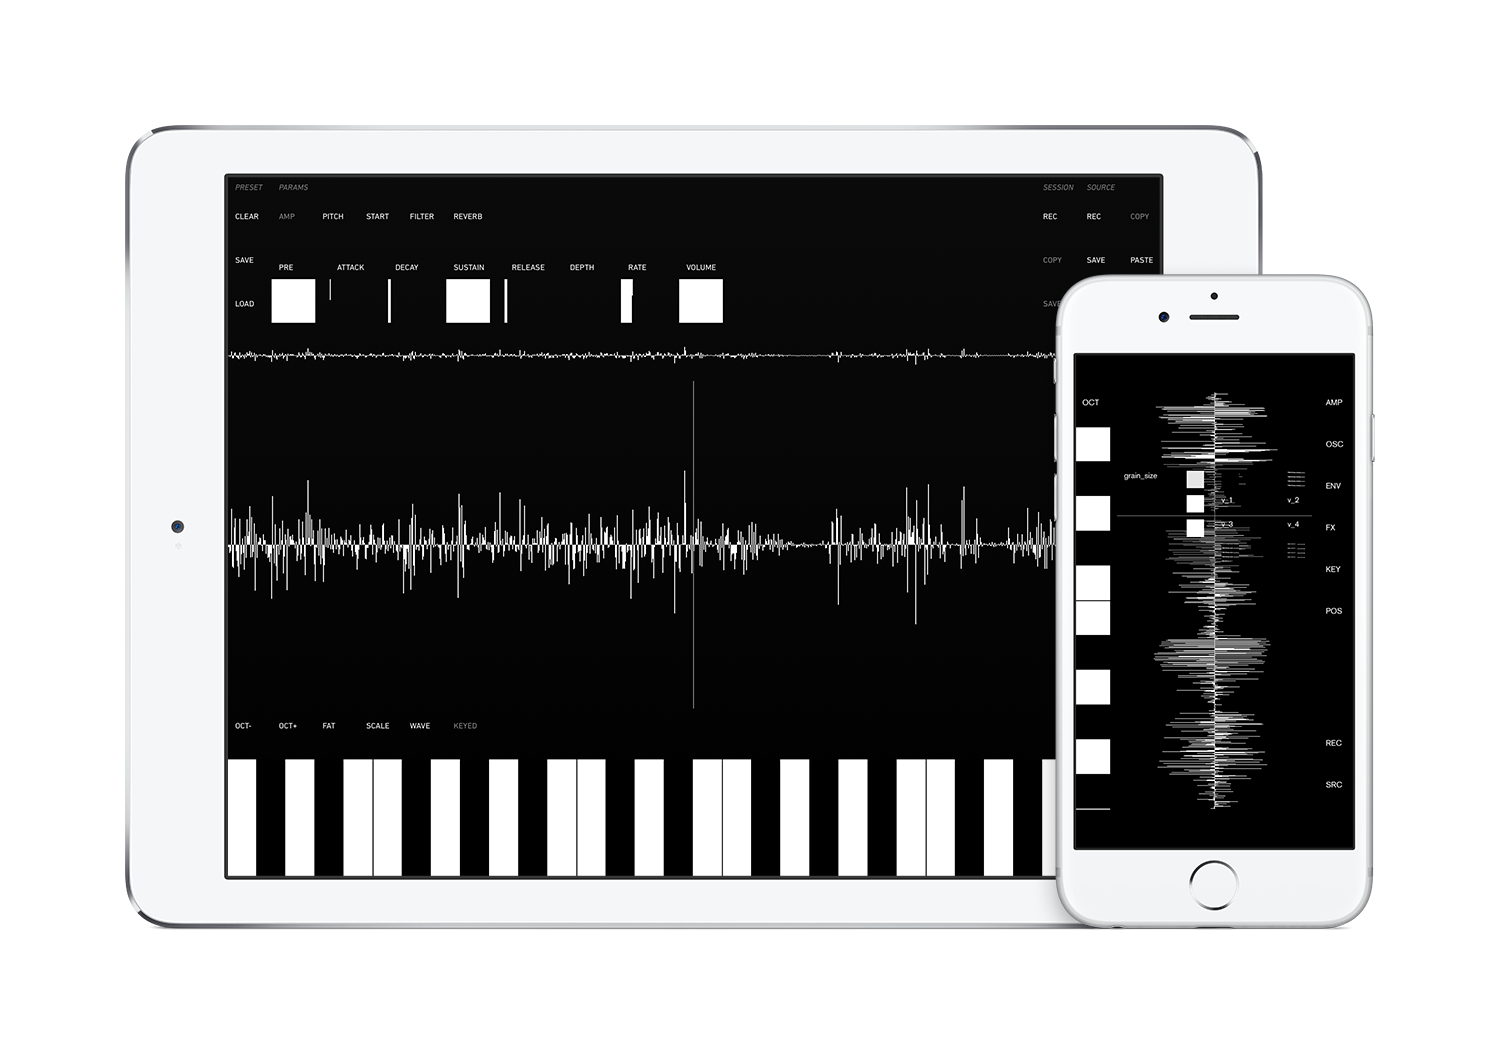 PRESET PARAMS SESSION SOURCE
CLEAR AMP PITCH START FILTER REVERB REC REC COPY
SAVE COPY SAVE PASTE
PRE ATTACK DECAY SUSTAIN RELEASE DEPTH RATE VOLUME
LOAD SAVE
OCT- OCT+ FAT SCALE WAVE KEYED
OCT AMP
OSC
grain_size
ENV
v_1 v_2
v_3 v_4
FX
KEY
POS
REC
SRC